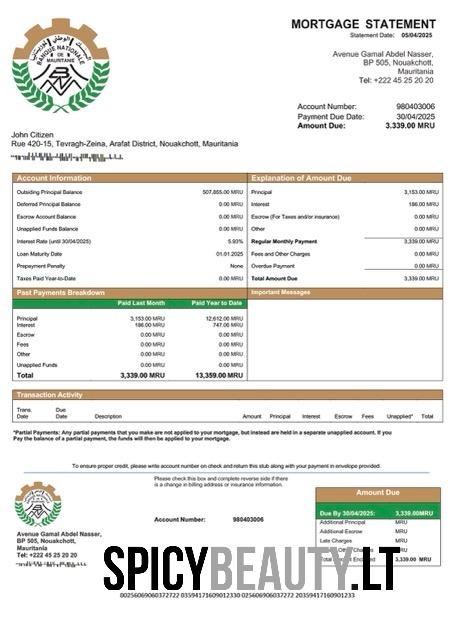 MORTGAGE STATEMENT
Statement Date: 05/04/2025
BANQUE NATIONALE
DE
MAURITANIE
Avenue Gamal Abdel Nasser,
BP 505, Nouakchott,
Mauritania
Tel: +222 45 25 20 20
Account Number: 980403006
Payment Due Date: 30/04/2025
Amount Due: 3.339.00 MRU
John Citizen
Rue 420-15, Tevragh-Zeina, Arafat District, Nouakchott, Mauritania
Account Information
Outsiding Principal Balance 507,855.00 MRU
Deferred Principal Balance 0.00 MRU
Escrow Account Balance 0.00 MRU
Unapplied Funds Balance 0.00 MRU
Interest Rate (until 30/04/2025) 5.93%
Loan Maturity Date 01.01.2025
Prepayment Penalty None
Taxes Paid Year-to-Date 0.00 MRU
Explanation of Amount Due
Principal 3,153.00 MRU
Interest 186.00 MRU
Escrow (For Taxes and/or insurance) 0.00 MRU
Other 0.00 MRU
Regular Monthly Payment 3,339.00 MRU
Fees and Other Charges 0.00 MRU
Overdue Payment 0.00 MRU
Total Amount Due 3,339.00 MRU
Past Payments Breakdown
Paid Last Month Paid Year to Date
Principal 3,153.00 MRU 12,612.00 MRU
Interest 186.00 MRU 747.00 MRU
Escrow 0.00 MRU 0.00 MRU
Fees 0.00 MRU 0.00 MRU
Other 0.00 MRU 0.00 MRU
Unapplied Funds 0.00 MRU 0.00 MRU
Total 3,339.00 MRU 13,359.00 MRU
Important Messages
Transaction Activity
Trans. Date Due Date Description Amount Principal Interest Escrow Fees Unapplied* Total
*Partial Payments: Any partial payments that you make are not applied to your mortgage, but instead are held in a separate unapplied account. If you
Pay the balance of a partial payment, the funds will then be applied to your mortgage.
To ensure proper credit, please write account number on check and return this stub along with your payment in envelope provided.
Please check this box and complete reverse side if there
is a change in billing address or insurance information.
Account Number: 980403006
Avenue Gamal Abdel Nasser,
BP 505, Nouakchott,
Mauritania
Tel: +222 45 25 20 20
Amount Due
Due By 30/04/2025: 3,339.00MRU
Additional Principal MRU
Additional Escrow MRU
Late Charges MRU
Other Charges MRU
Total Amount Enclosed 3,339.00 MRU
SPICYBEAUTY.LT